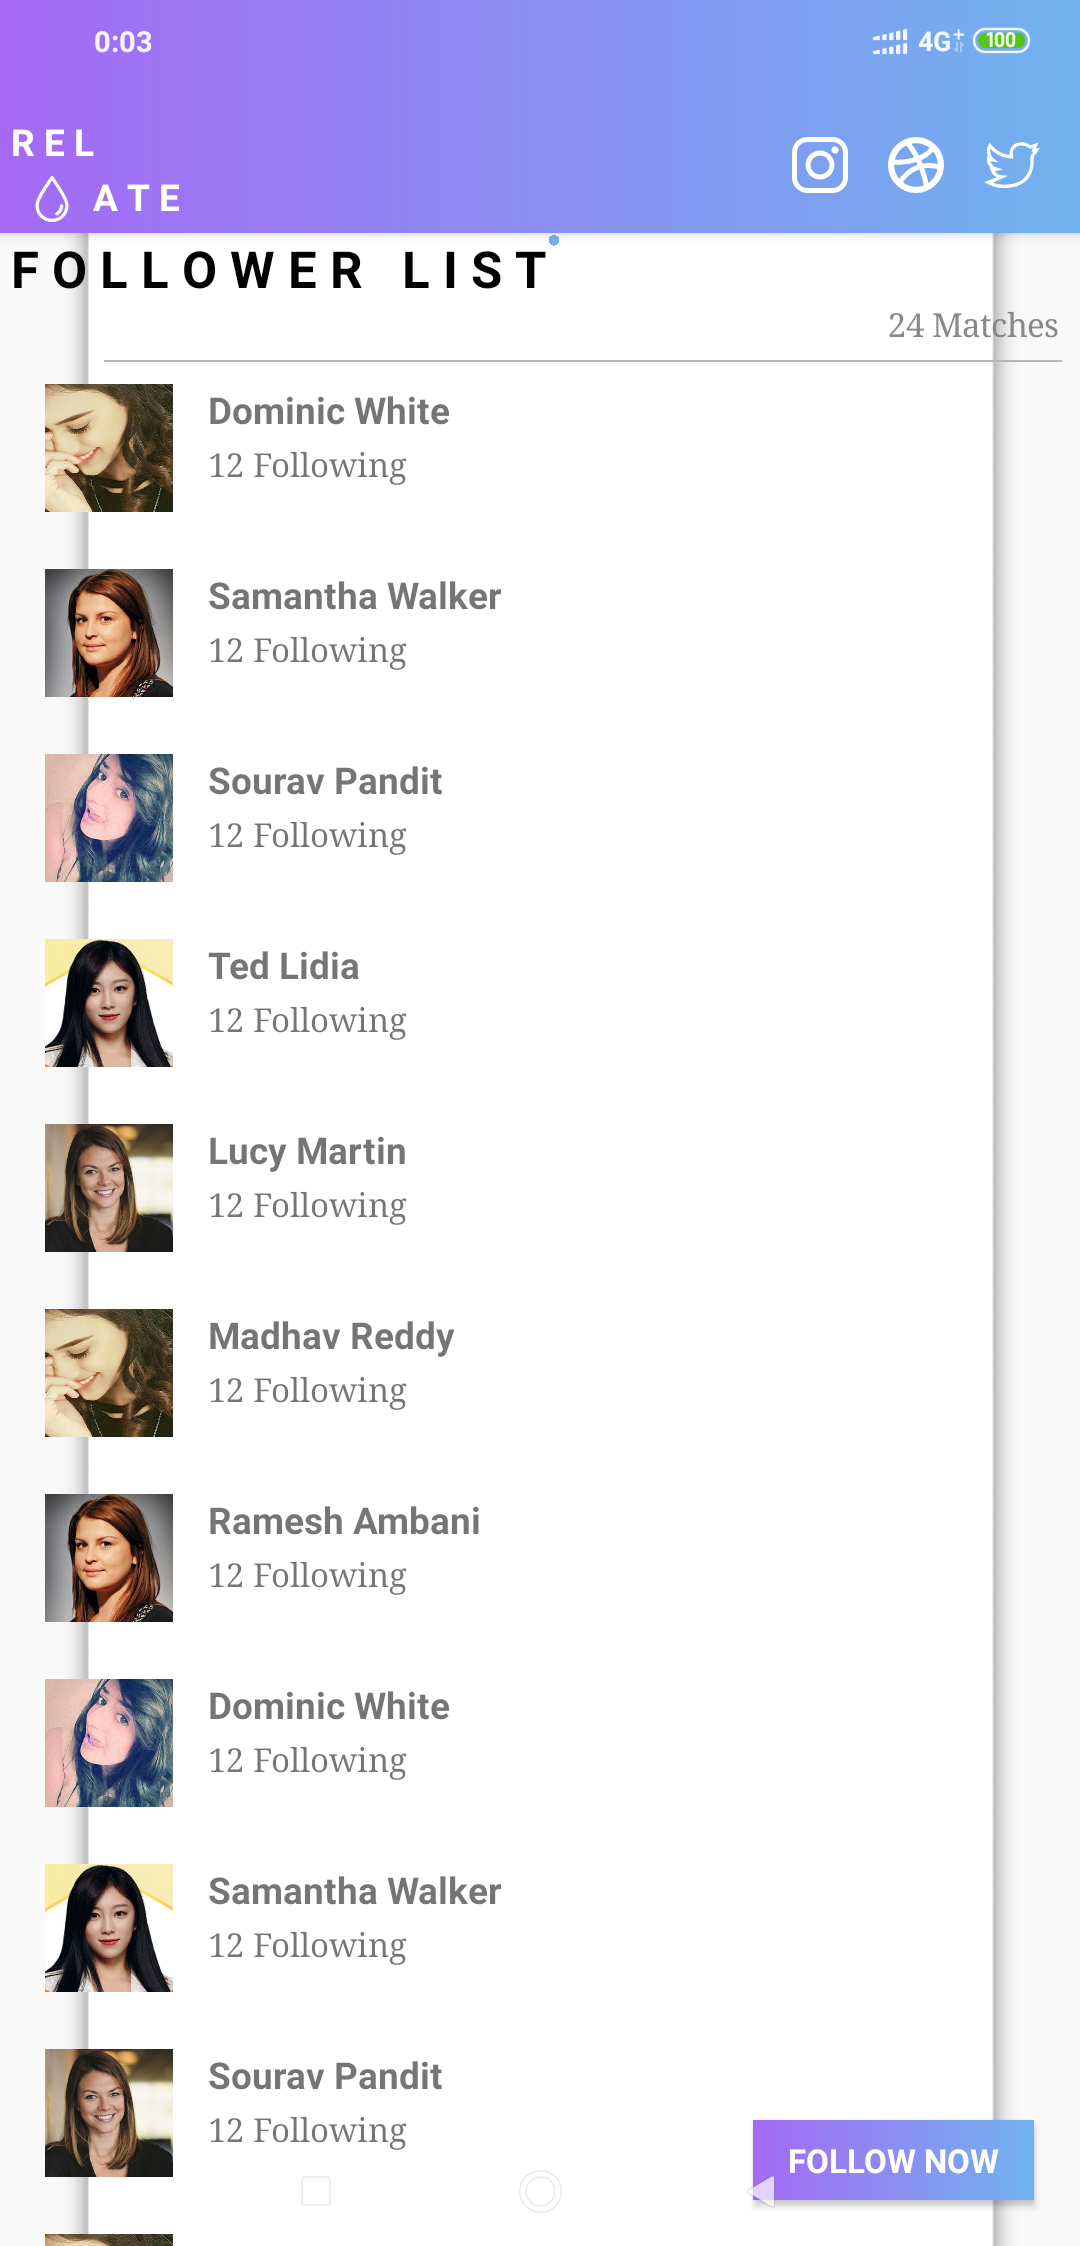 0:03
4G+
100
REL
ATE
FOLLOWER LIST
24 Matches
Dominic White
12 Following
Samantha Walker
12 Following
Sourav Pandit
12 Following
Ted Lidia
12 Following
Lucy Martin
12 Following
Madhav Reddy
12 Following
Ramesh Ambani
12 Following
Dominic White
12 Following
Samantha Walker
12 Following
Sourav Pandit
12 Following
FOLLOW NOW